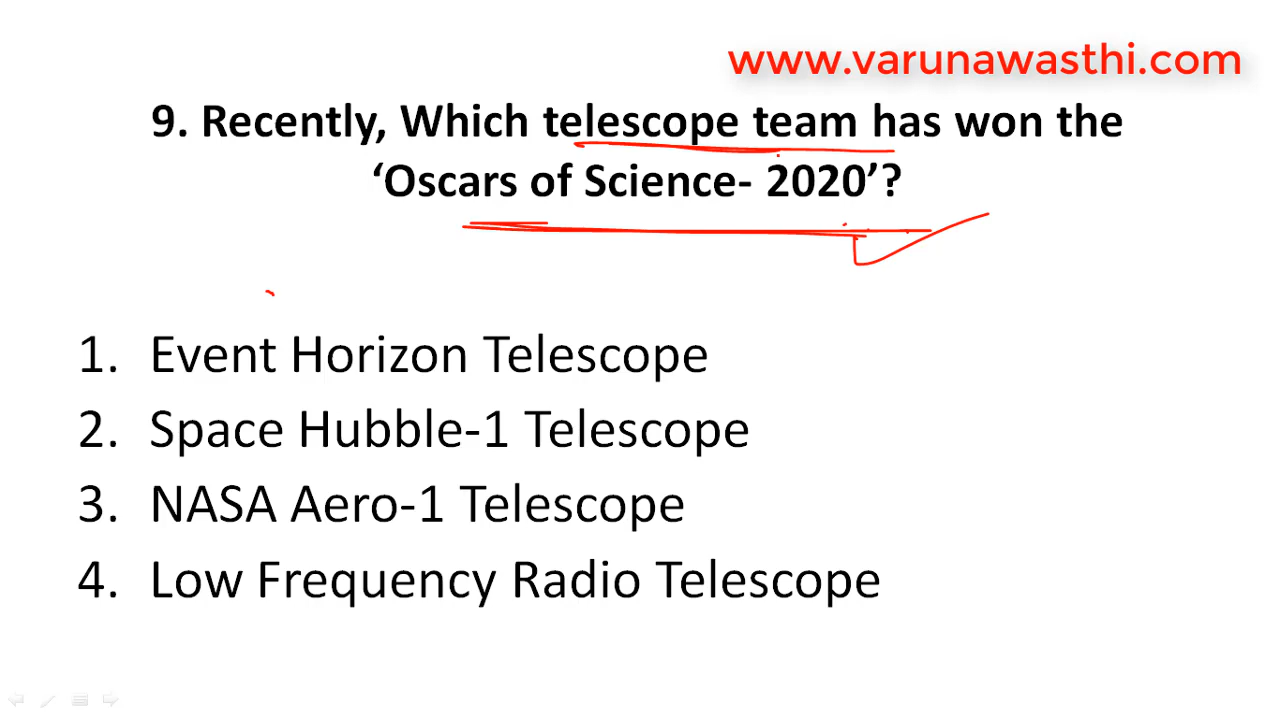 www.varunawasthi.com
9. Recently, Which telescope team has won the
‘Oscars of Science- 2020’?
1. Event Horizon Telescope
2. Space Hubble-1 Telescope
3. NASA Aero-1 Telescope
4. Low Frequency Radio Telescope